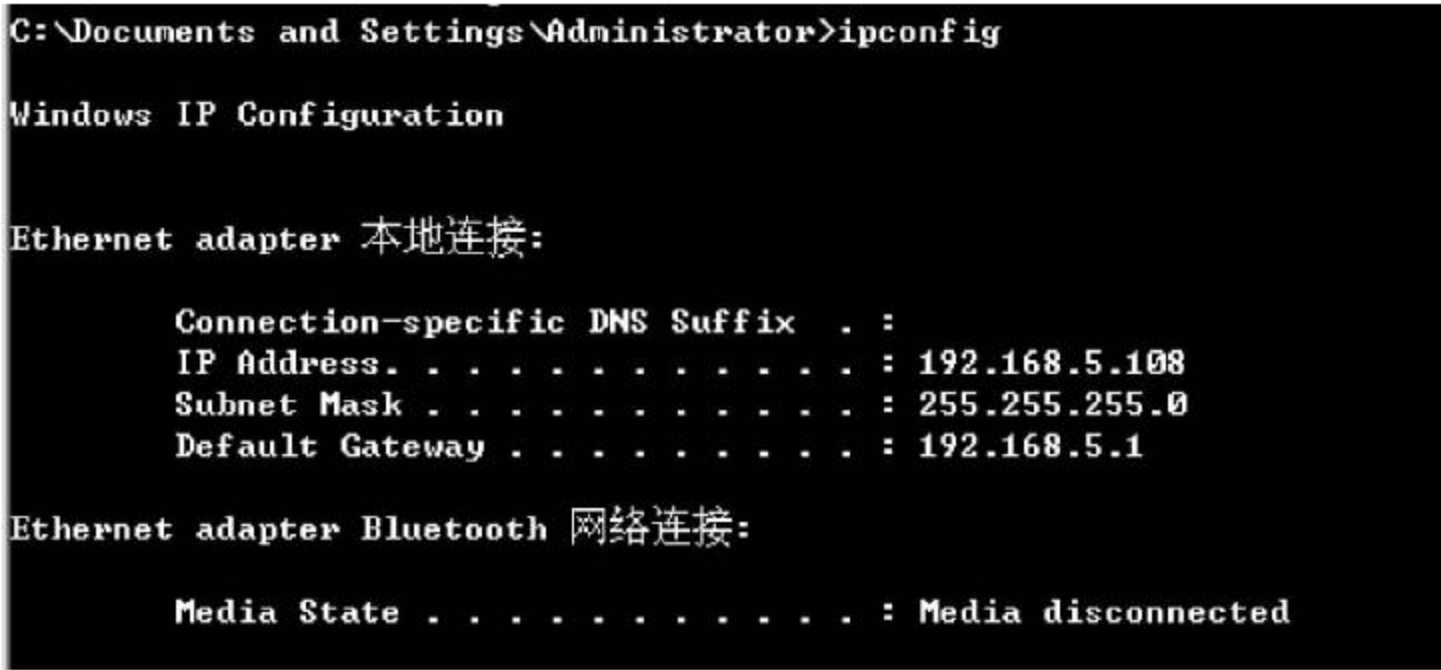 C:\Documents and Settings\Administrator>ipconfig
Windows IP Configuration
Ethernet adapter 本地连接:
Connection-specific DNS Suffix . :
IP Address. . . . . . . . . . . . : 192.168.5.108
Subnet Mask . . . . . . . . . . . : 255.255.255.0
Default Gateway . . . . . . . . . : 192.168.5.1
Ethernet adapter Bluetooth 网络连接:
Media State . . . . . . . . . . . : Media disconnected